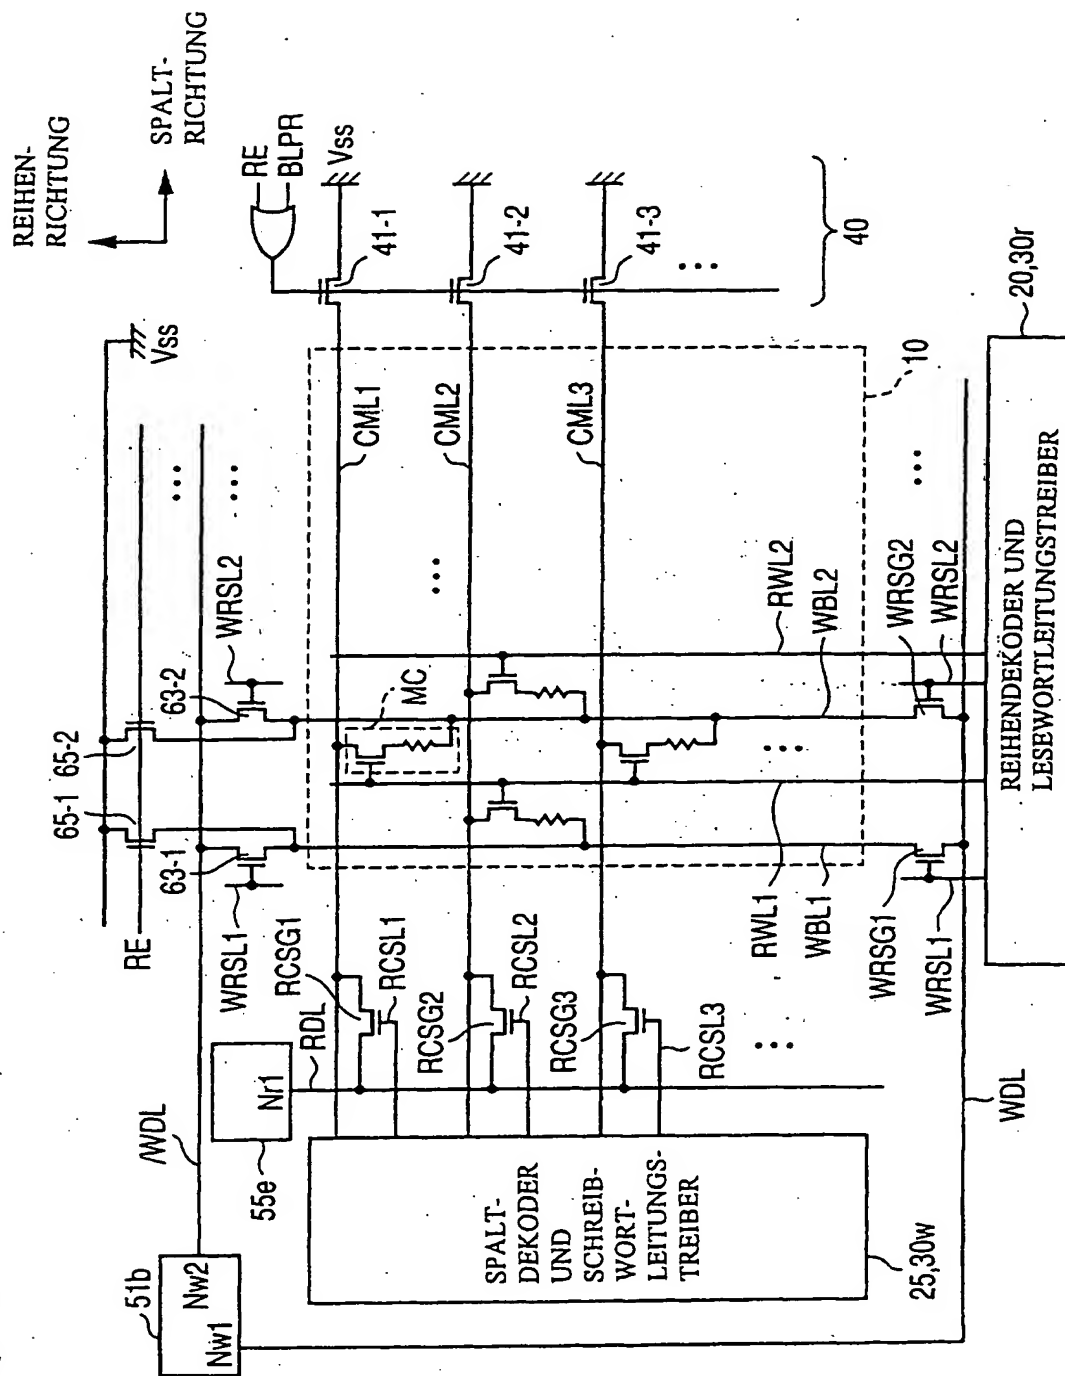 REIHEN-
RICHTUNG
SPALT-
RICHTUNG
RE
BLPR
Vss
41-1
41-2
41-3
40
Vss
CML1
CML2
CML3
10
20,30r
WRSL2
63-2
65-2
65-1
63-1
WRSL1
RE
MC
RWL2
WBL2
WRSG2
WRSL2
REIHENDEKODER UND
LESEWORTLEITUNGSTREIBER
RWL1
WBL1
WRSG1
WRSL1
RCSG1
RDL
RCSL1
RCSG2
RCSL2
RCSG3
RCSL3
WDL
/WDL
Nr1
55e
51b
Nw2
Nw1
SPALT-
DEKODER
UND
SCHREIB-
WORT-
LEITUNGS-
TREIBER
25,30w